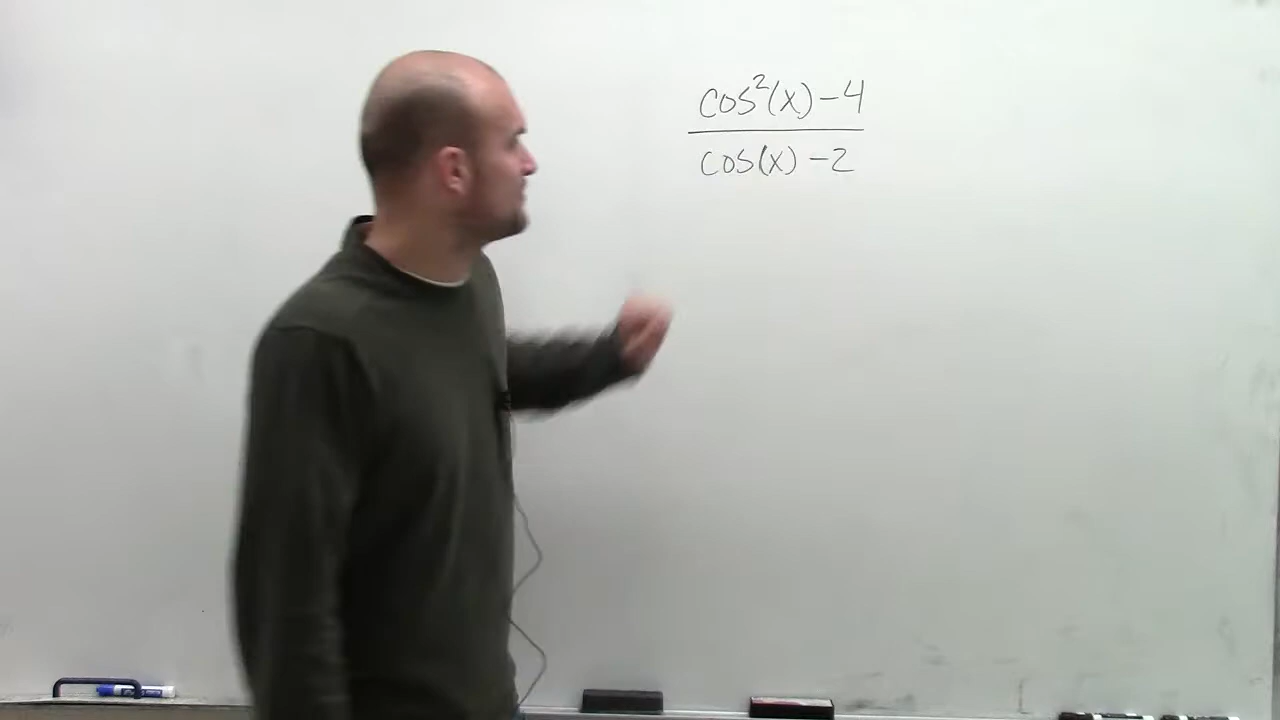 cos²(x) - 4
cos(x) - 2